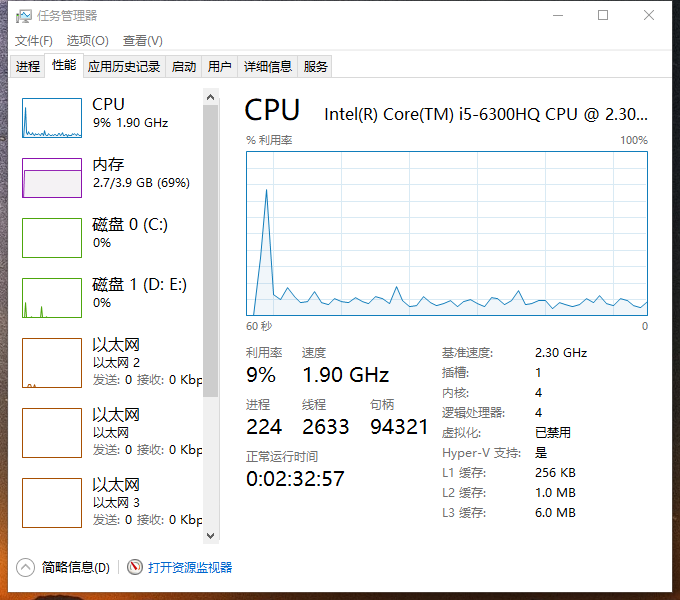 任务管理器
文件(F) 选项(O) 查看(V)
进程 性能 应用历史记录 启动 用户 详细信息 服务
CPU
9% 1.90 GHz
内存
2.7/3.9 GB (69%)
磁盘 0 (C:)
0%
磁盘 1 (D: E:)
0%
以太网
以太网 2
发送: 0 接收: 0 Kbp
以太网
以太网
发送: 0 接收: 0 Kbp
以太网
以太网 3
发送: 0 接收: 0 Kbp
CPU Intel(R) Core(TM) i5-6300HQ CPU @ 2.30...
% 利用率 100%
60 秒 0
利用率 速度
9% 1.90 GHz
进程 线程 句柄
224 2633 94321
正常运行时间
0:02:32:57
基准速度: 2.30 GHz
插槽: 1
内核: 4
逻辑处理器: 4
虚拟化: 已禁用
Hyper-V 支持: 是
L1 缓存: 256 KB
L2 缓存: 1.0 MB
L3 缓存: 6.0 MB
简略信息(D) 打开资源监视器